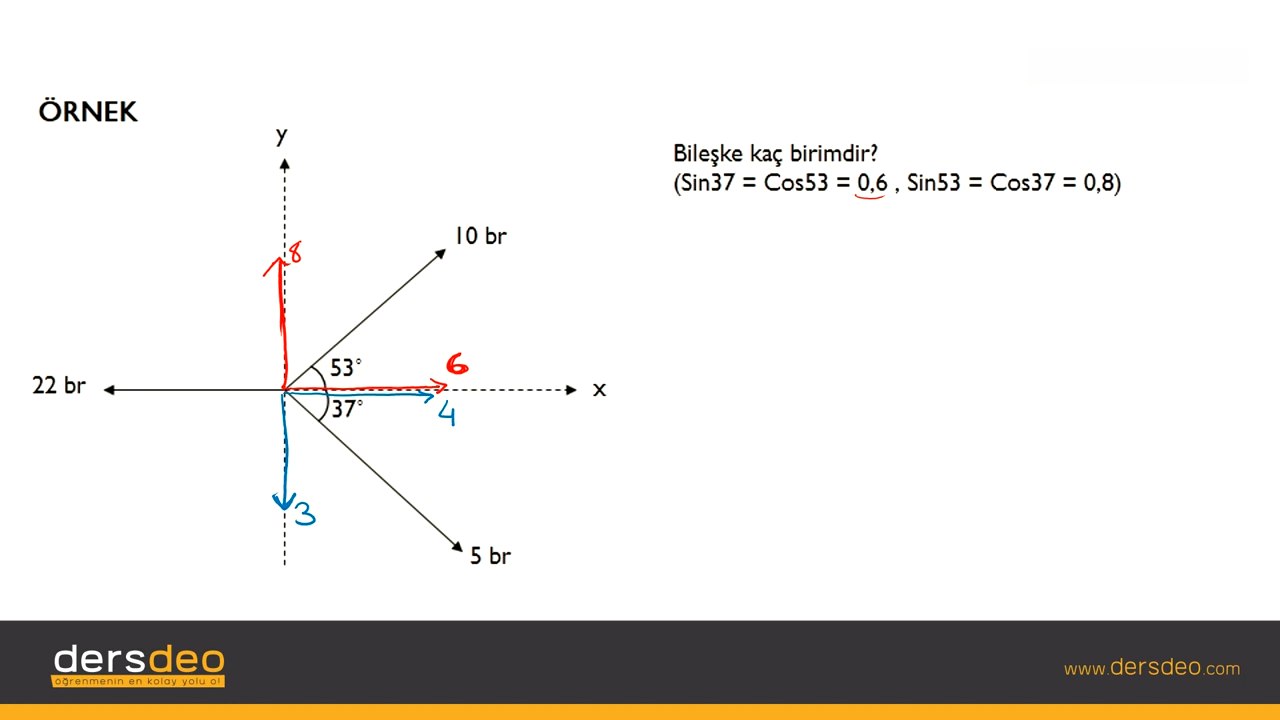 ÖRNEK
y
Bileşke kaç birimdir?
(Sin37 = Cos53 = 0,6 , Sin53 = Cos37 = 0,8)
10 br
8
53°
6
22 br
x
37°
4
3
5 br
dersdeo
öğrenmenin en kolay yolu o!
www.dersdeo.com